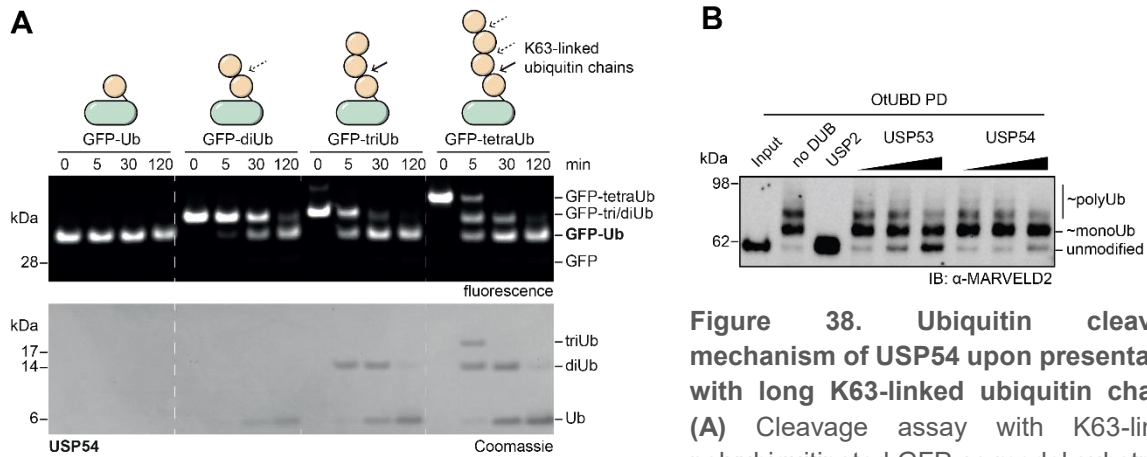 A
K63-linked
ubiquitin chains
GFP-Ub GFP-diUb GFP-triUb GFP-tetraUb
0 5 30 120 0 5 30 120 0 5 30 120 0 5 30 120 min
GFP-tetraUb
GFP-tri/diUb
kDa
GFP-Ub
28
GFP
fluorescence
kDa
17
triUb
14
diUb
6
Ub
USP54
Coomassie
B
OtUBD PD
kDa
Input
no DUB
USP2
USP53 USP54
98
~polyUb
~monoUb
62
unmodified
IB: α-MARVELD2
Figure 38. Ubiquitin cleav
mechanism of USP54 upon presenta
with long K63-linked ubiquitin cha
(A) Cleavage assay with K63-lin